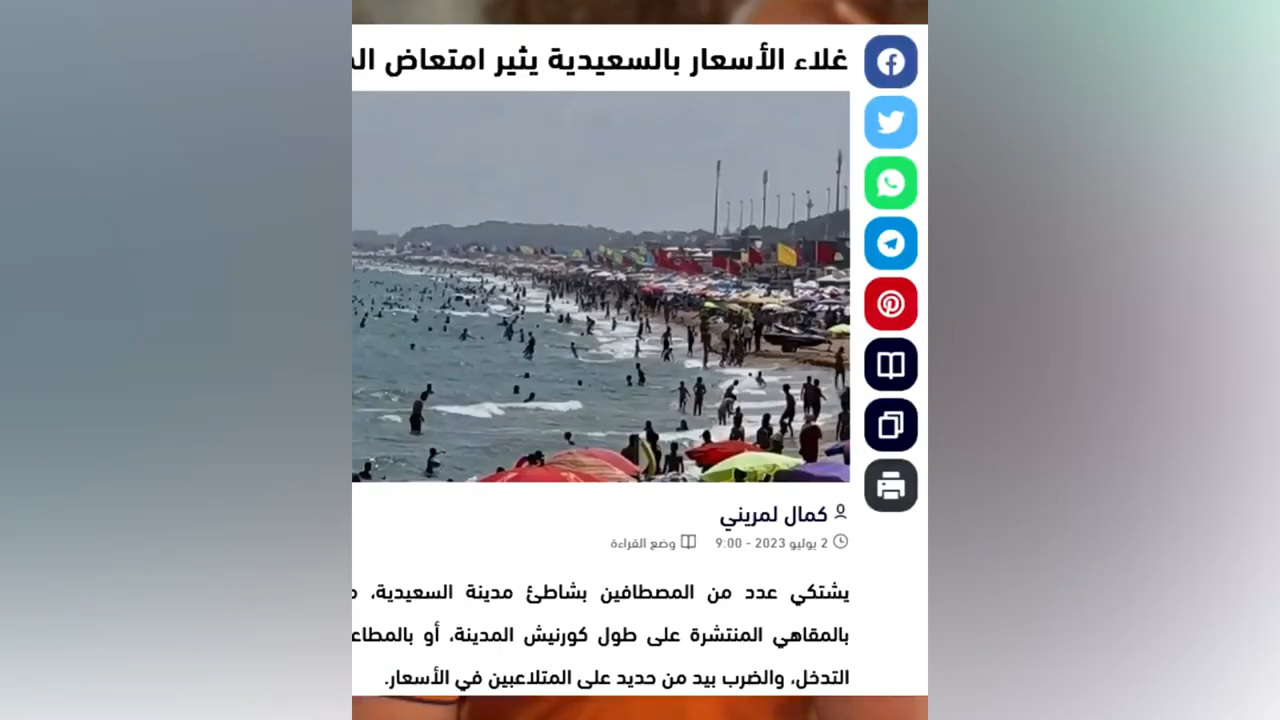 غلاء الأسعار بالسعيدية يثير امتعاض
كمال لمريني
2 يوليو 2023 - 9:00 وضع القراءة
يشتكي عدد من المصطافين بشاطئ مدينة السعيدية،
بالمقاهي المنتشرة على طول كورنيش المدينة، أو
التدخل، والضرب بيد من حديد على المتلاعبين في الأسعار.